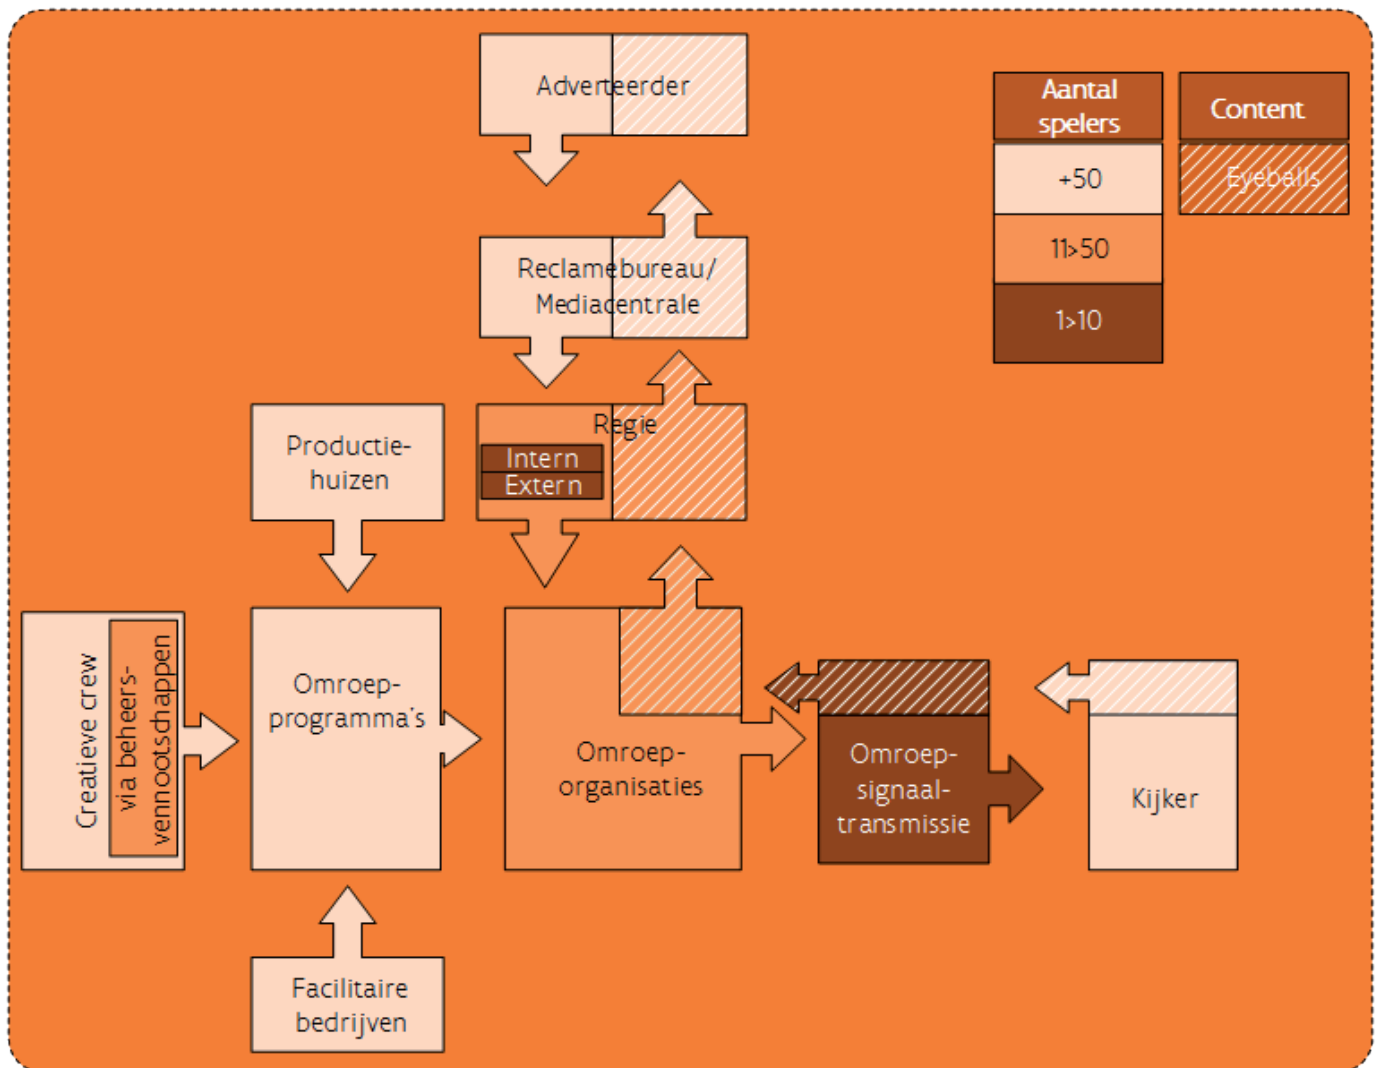 Adverteerder
Aantal
spelers
Content
+50
Eyeballs
11>50
1>10
Reclamebureau/
Mediacentrale
Regie
Intern
Extern
Productie-
huizen
Creatieve crew
via beheers-
vennootschappen
Omroep-
programma's
Omroep-
organisaties
Omroep-
signaal-
transmissie
Kijker
Facilitaire
bedrijven